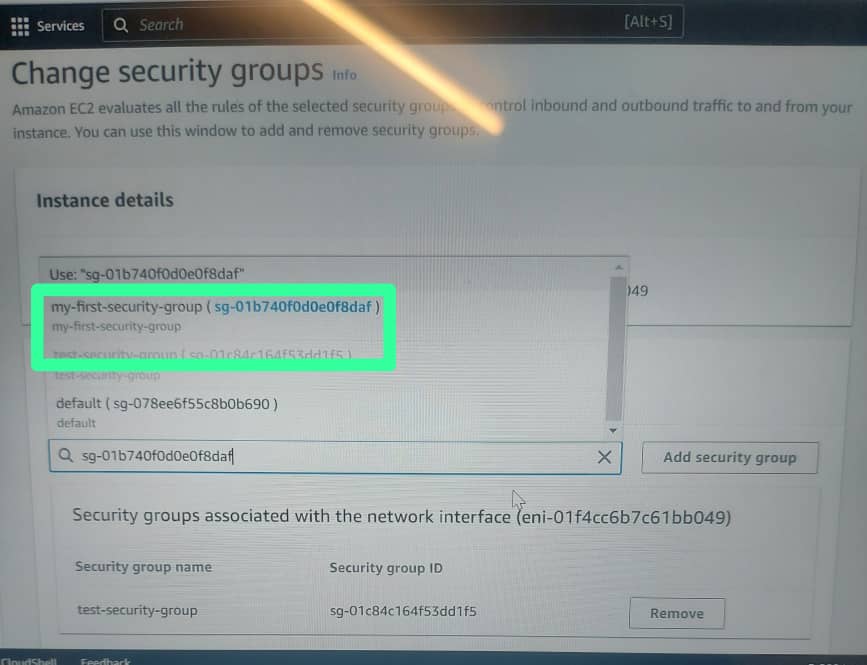 Services
Search
[Alt+S]
Change security groups Info
Amazon EC2 evaluates all the rules of the selected security group control inbound and outbound traffic to and from your
instance. You can use this window to add and remove security groups.
Instance details
Use: "sg-01b740f0d0e0f8daf"
)49
my-first-security-group ( sg-01b740f0d0e0f8daf )
my-first-security-group
test-security-group ( sg-01c84c164f53dd1f5 )
test-security-group
default ( sg-078ee6f55c8b0b690 )
default
sg-01b740f0d0e0f8daf
Add security group
Security groups associated with the network interface (eni-01f4cc6b7c61bb049)
Security group name Security group ID
test-security-group sg-01c84c164f53dd1f5 Remove
CloudShell Feedback